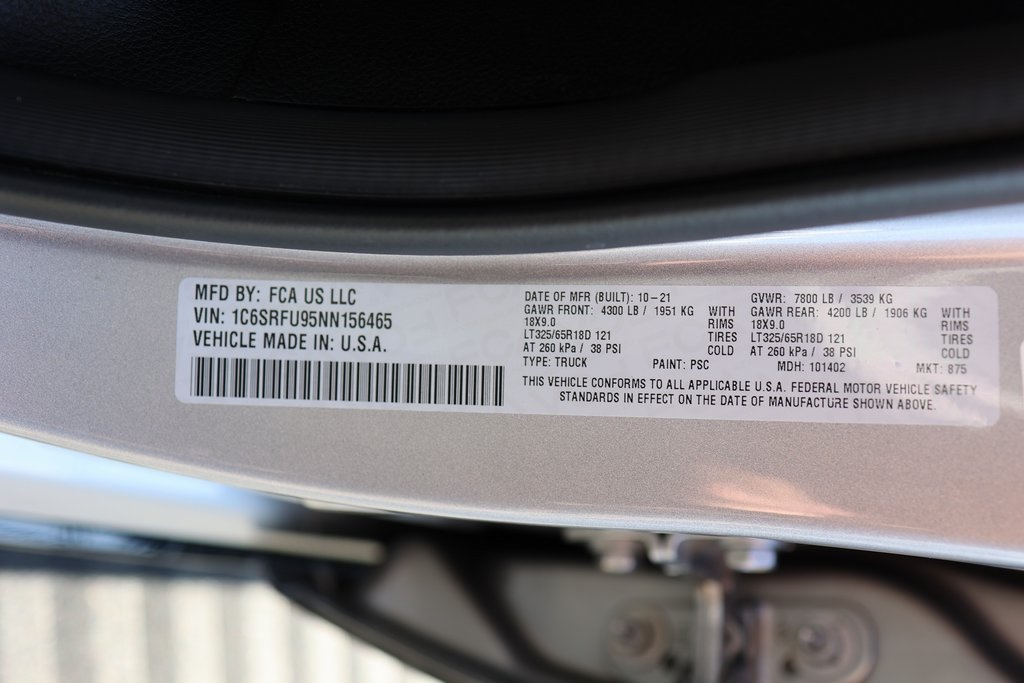 MFD BY: FCA US LLC
VIN: 1C6SRFU95NN156465
VEHICLE MADE IN: U.S.A.
DATE OF MFR (BUILT): 10-21
GAWR FRONT: 4300 LB / 1951 KG WITH
18X9.0 RIMS
LT325/65R18D 121 TIRES
AT 260 kPa / 38 PSI COLD
GVWR: 7800 LB / 3539 KG
GAWR REAR: 4200 LB / 1906 KG WITH
18X9.0 RIMS
LT325/65R18D 121 TIRES
AT 260 kPa / 38 PSI COLD
TYPE: TRUCK PAINT: PSC MDH: 101402 MKT: 875
THIS VEHICLE CONFORMS TO ALL APPLICABLE U.S.A. FEDERAL MOTOR VEHICLE SAFETY
STANDARDS IN EFFECT ON THE DATE OF MANUFACTURE SHOWN ABOVE.